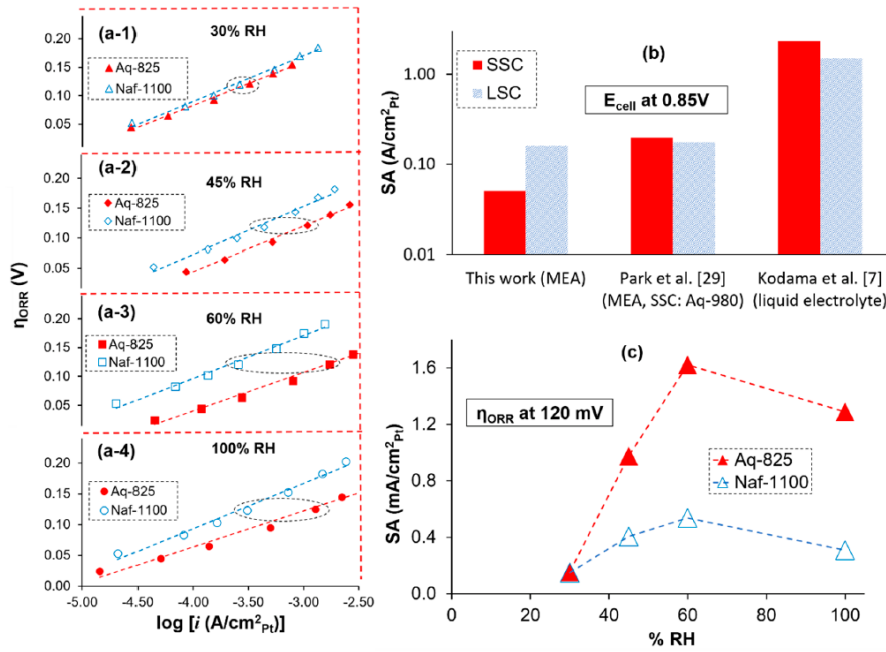 (a-1)
30% RH
Aq-825
Naf-1100
0.20
0.15
0.10
0.05
(a-2)
45% RH
Aq-825
Naf-1100
0.20
0.15
0.10
0.05
ηORR (V)
(a-3)
60% RH
Aq-825
Naf-1100
0.20
0.15
0.10
0.05
(a-4)
100% RH
Aq-825
Naf-1100
0.20
0.15
0.10
0.05
0.00
-5.00 -4.50 -4.00 -3.50 -3.00 -2.50
log [i (A/cm²Pt)]
(b)
SSC
LSC
Ecell at 0.85V
SA (A/cm²Pt)
1.00
0.10
0.01
This work (MEA)
Park et al. [29]
(MEA, SSC: Aq-980)
Kodama et al. [7]
(liquid electrolyte)
(c)
ηORR at 120 mV
Aq-825
Naf-1100
SA (mA/cm²Pt)
1.6
1.2
0.8
0.4
0.0
0 20 40 60 80 100
% RH